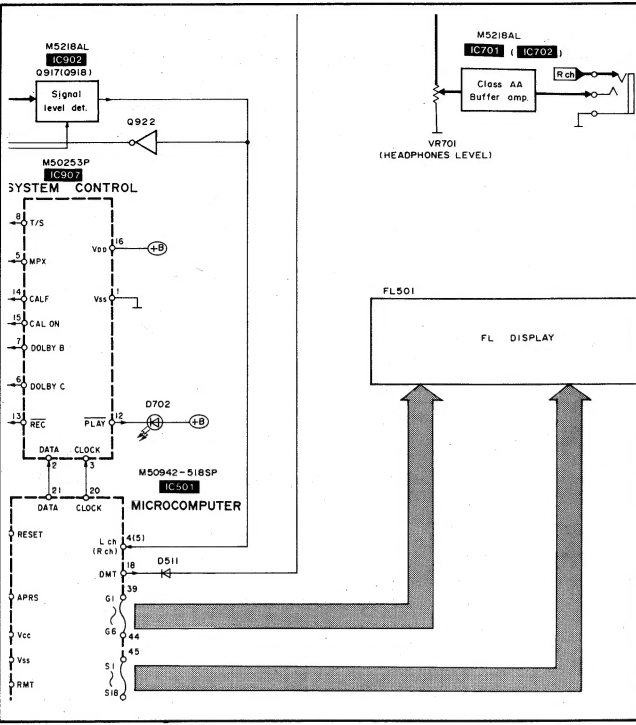 M5218AL
IC902
Q917(Q918)
Signal
level det.
Q922
M5218AL
IC701 ( IC702 )
R ch
Class AA
Buffer amp.
VR701
(HEADPHONES LEVEL)
M50253P
IC907
SYSTEM CONTROL
8 T/S
16
VDD +B
5 MPX
14 CALF
1
Vss
15 CAL ON
7 DOLBY B
6 DOLBY C
13 REC
PLAY 12
D702
+B
DATA CLOCK
2 3
FL501
FL DISPLAY
M50942-518SP
IC501
MICROCOMPUTER
21 20
DATA CLOCK
RESET
L ch 4(5)
(R ch)
18
DMT
D511
APRS
39
G1
G6
44
Vcc
45
Vss
S1
RMT
S18